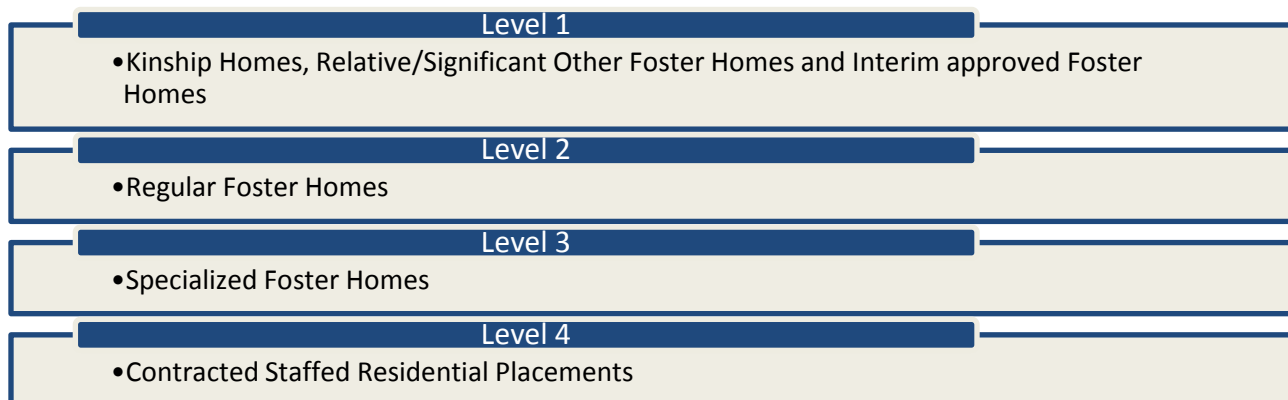 Level 1
•Kinship Homes, Relative/Significant Other Foster Homes and Interim approved Foster
Homes
Level 2
•Regular Foster Homes
Level 3
•Specialized Foster Homes
Level 4
•Contracted Staffed Residential Placements